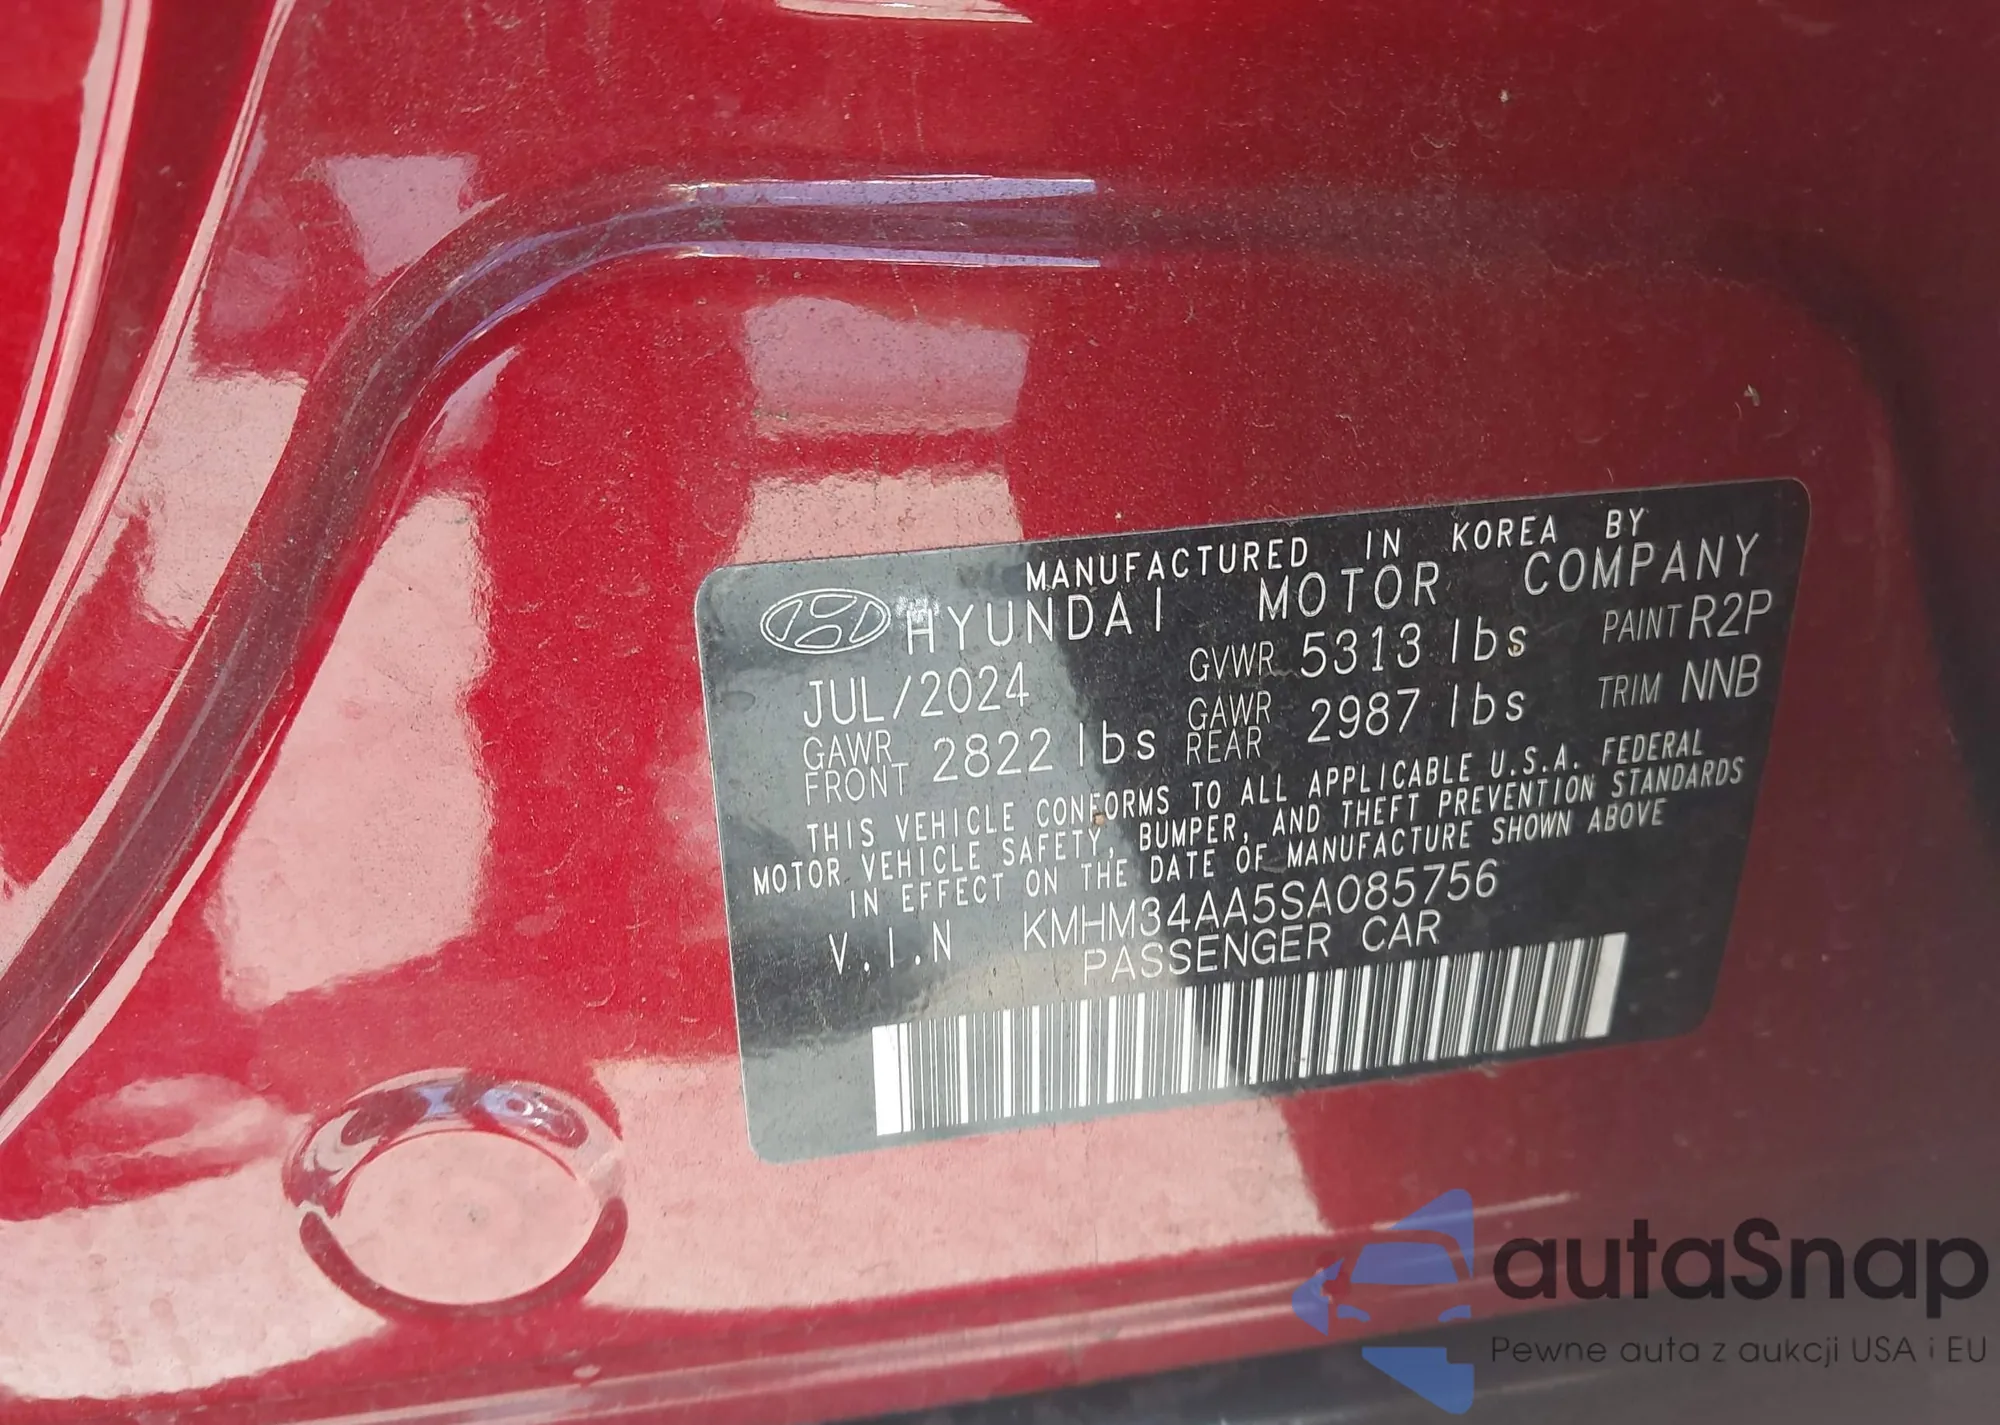 MANUFACTURED IN KOREA BY
HYUNDAI MOTOR COMPANY
JUL/2024 GVWR 5313 lbs PAINT R2P
GAWR FRONT 2822 lbs GAWR REAR 2987 lbs TRIM NNB
THIS VEHICLE CONFORMS TO ALL APPLICABLE U.S.A. FEDERAL
MOTOR VEHICLE SAFETY, BUMPER, AND THEFT PREVENTION STANDARDS
IN EFFECT ON THE DATE OF MANUFACTURE SHOWN ABOVE
V.I.N KMHM34AA5SA085756
PASSENGER CAR
autaSnap
Pewne auta z aukcji USA i EU